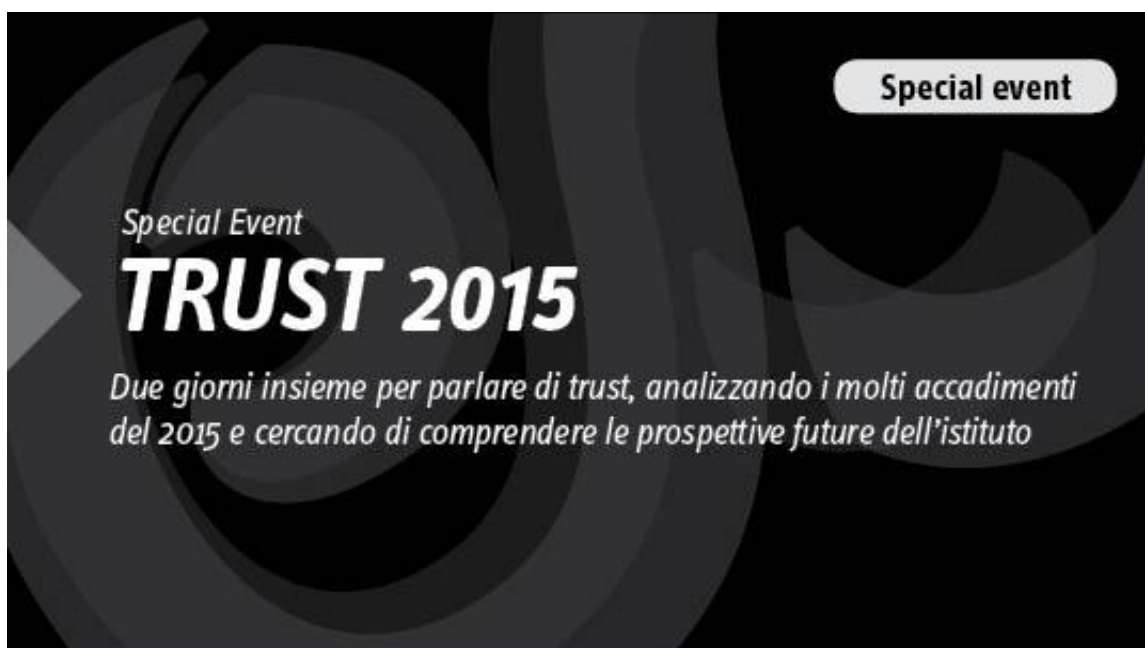 Special event
Special Event
TRUST 2015
Due giorni insieme per parlare di trust, analizzando i molti accadimenti
del 2015 e cercando di comprendere le prospettive future dell’istituto